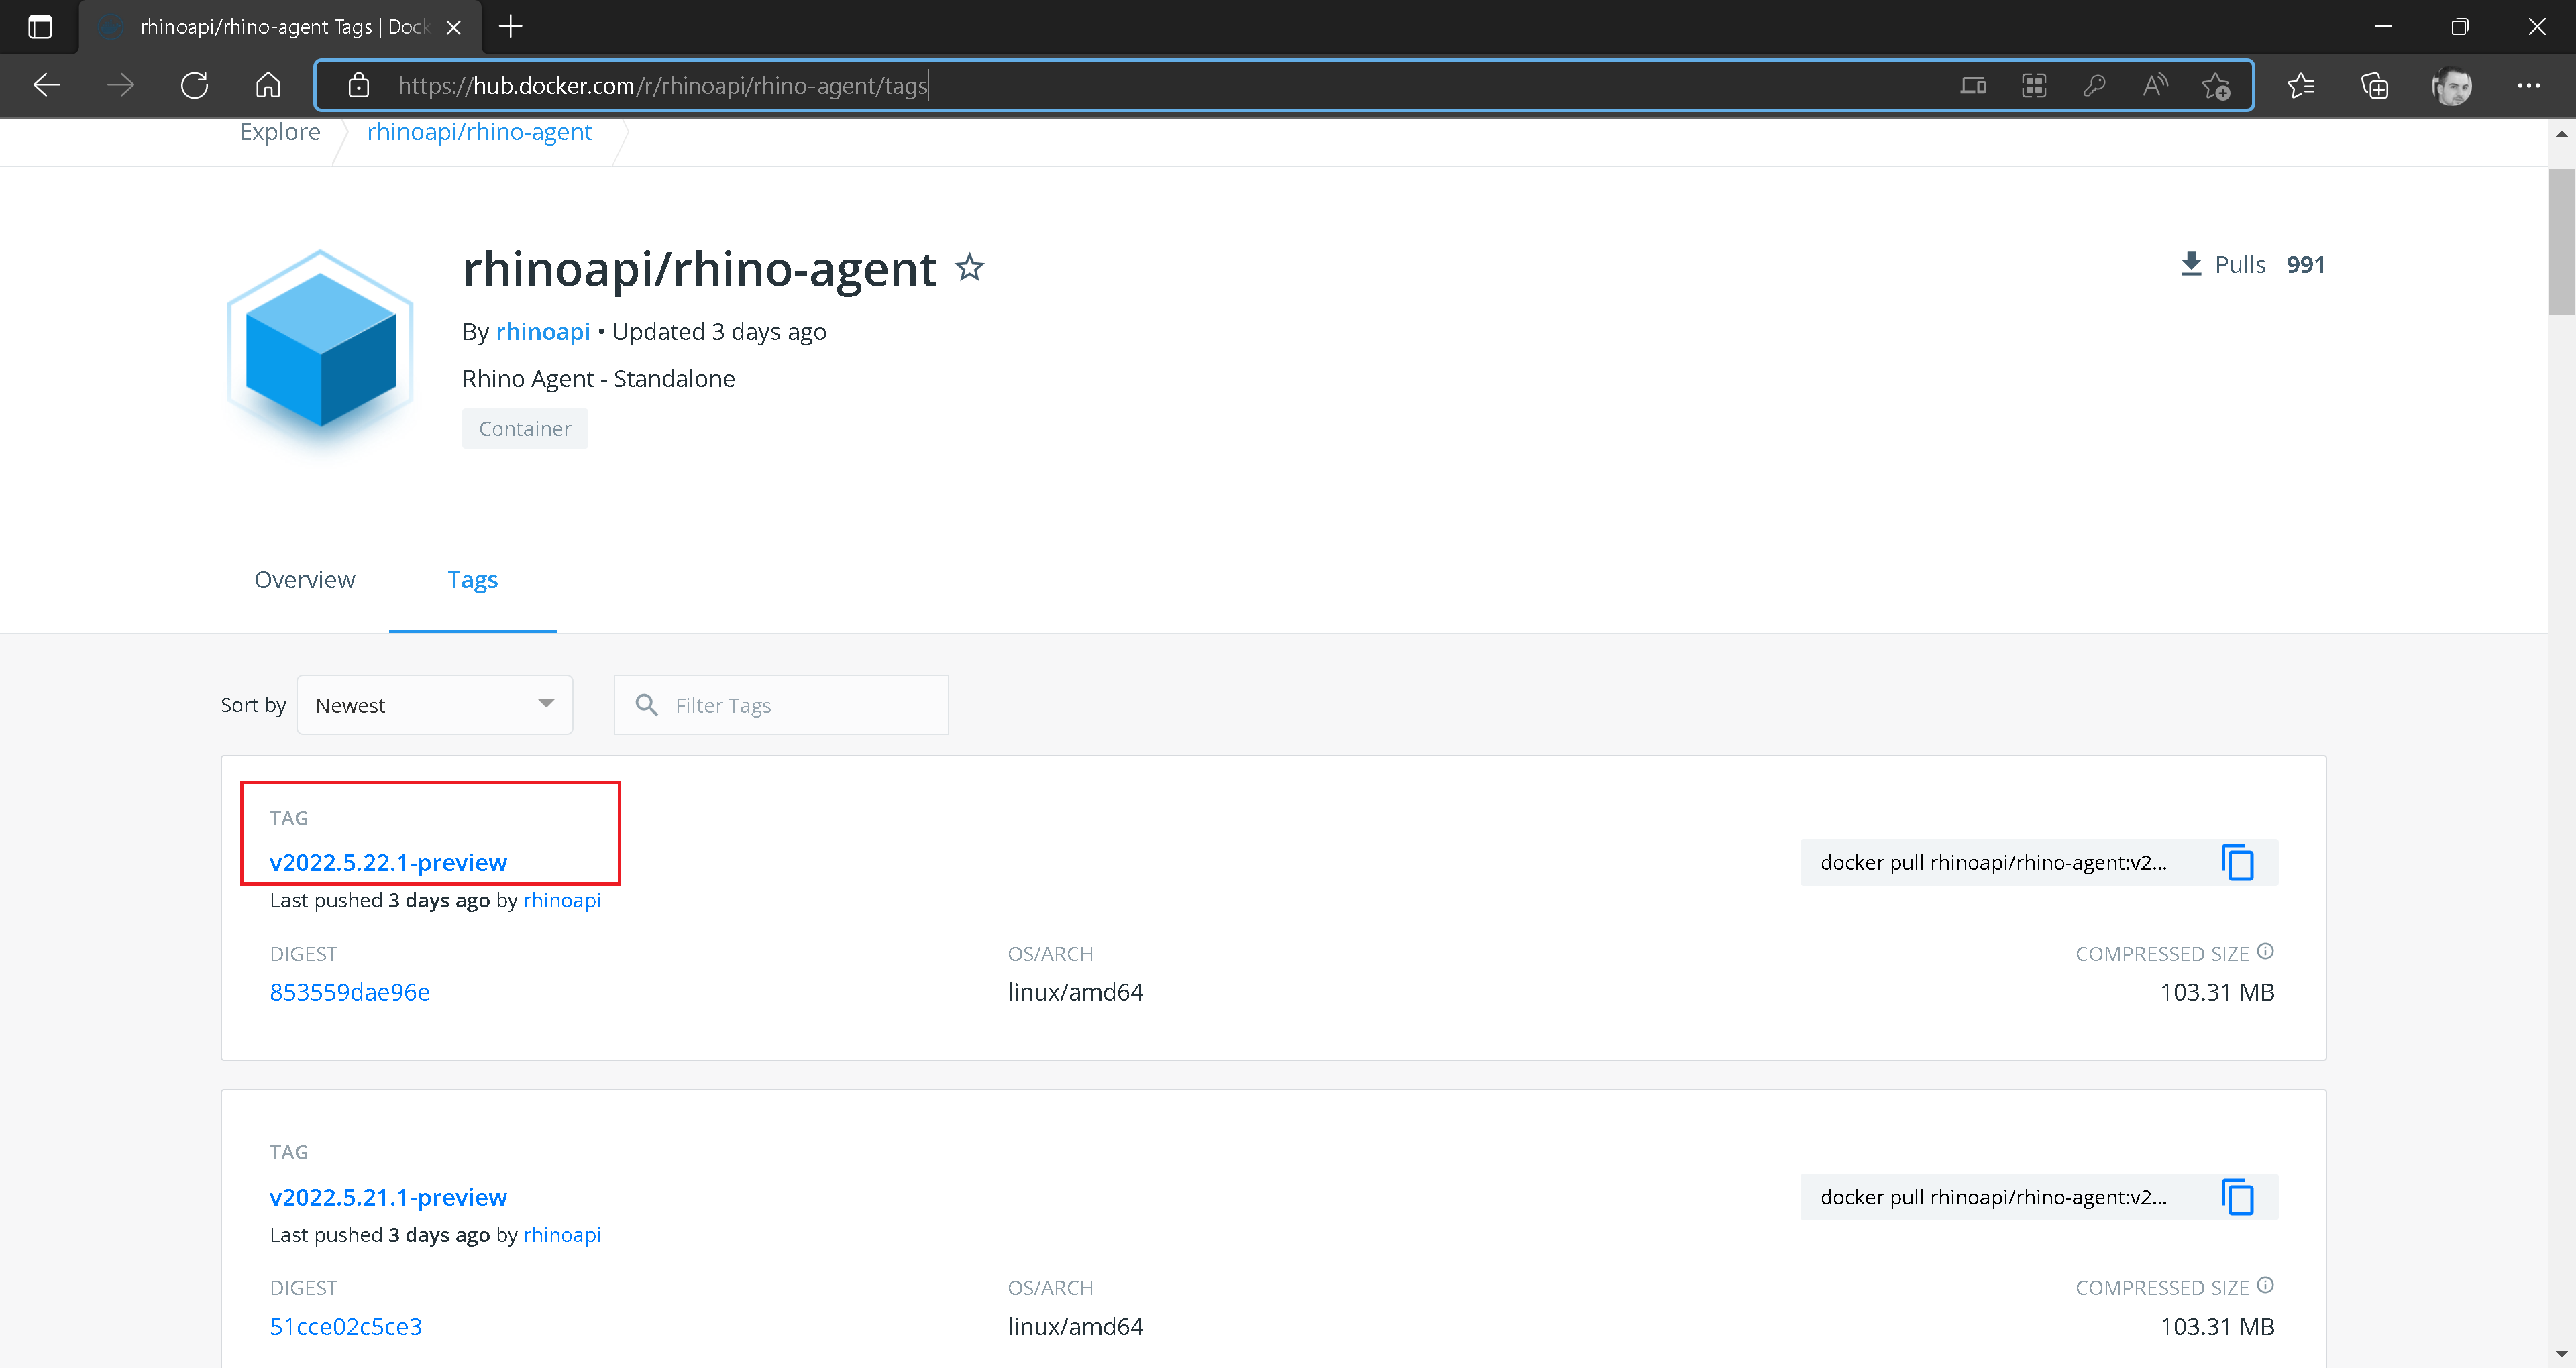 rhinoapi/rhino-agent Tags | Dock
https://hub.docker.com/r/rhinoapi/rhino-agent/tags
Explore rhinoapi/rhino-agent
rhinoapi/rhino-agent
Pulls 991
By rhinoapi • Updated 3 days ago
Rhino Agent - Standalone
Container
Overview Tags
Sort by Newest Filter Tags
TAG
v2022.5.22.1-preview
docker pull rhinoapi/rhino-agent:v2...
Last pushed 3 days ago by rhinoapi
DIGEST OS/ARCH COMPRESSED SIZE
853559dae96e linux/amd64 103.31 MB
TAG
v2022.5.21.1-preview
docker pull rhinoapi/rhino-agent:v2...
Last pushed 3 days ago by rhinoapi
DIGEST OS/ARCH COMPRESSED SIZE
51cce02c5ce3 linux/amd64 103.31 MB